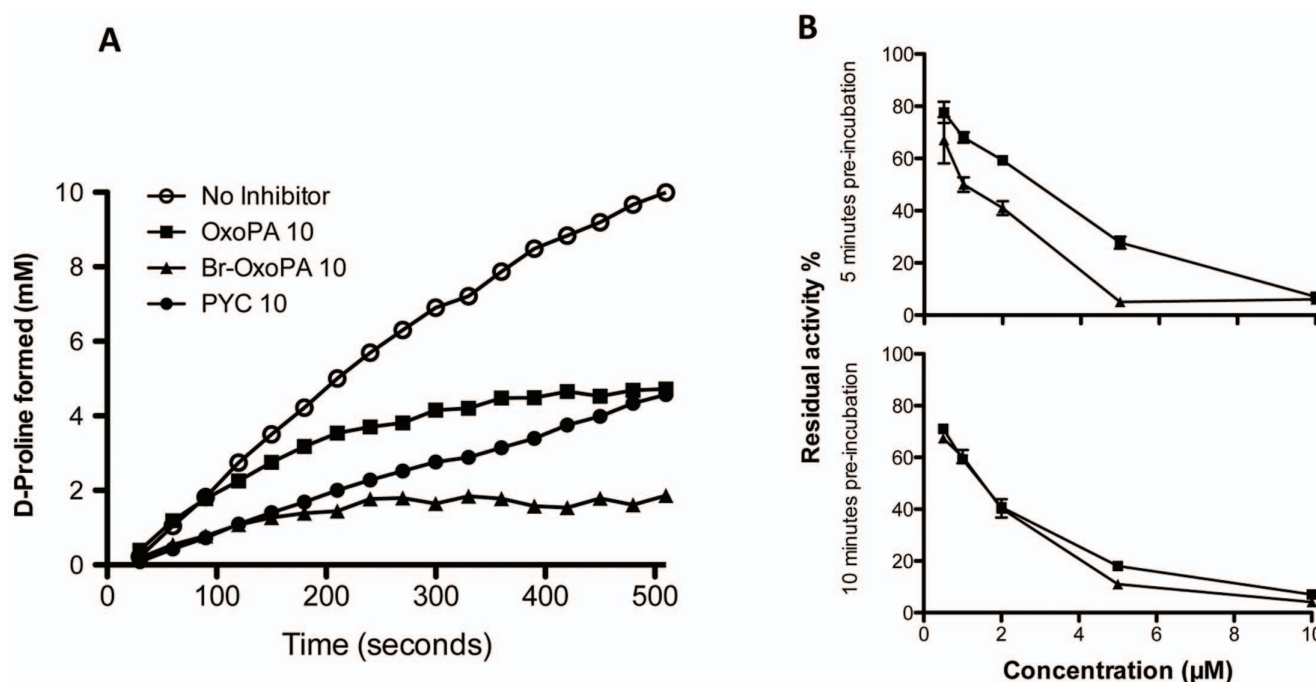 A
D-Proline formed (mM)
10
8
6
4
2
0
No Inhibitor
OxoPA 10
Br-OxoPA 10
PYC 10
0 100 200 300 400 500
Time (seconds)
B
Residual activity %
5 minutes pre-incubation
100
80
60
40
20
0
10 minutes pre-incubation
100
80
60
40
20
0
0 2 4 6 8 10
Concentration (µM)